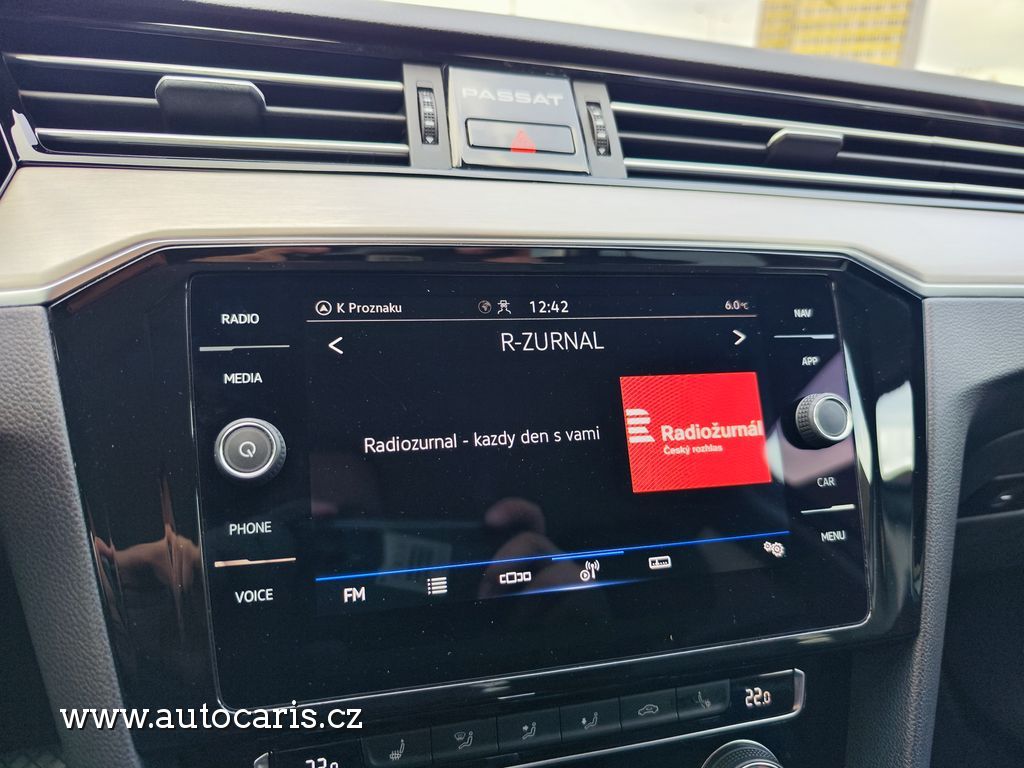 PASSAT
RADIO
MEDIA
PHONE
VOICE
K Proznaku
12:42
6.0°C
< R-ZURNAL >
Radiozurnal - kazdy den s vami
Radiožurnál
Český rozhlas
FM
NAV
APP
CAR
MENU
22.0
www.autocaris.cz